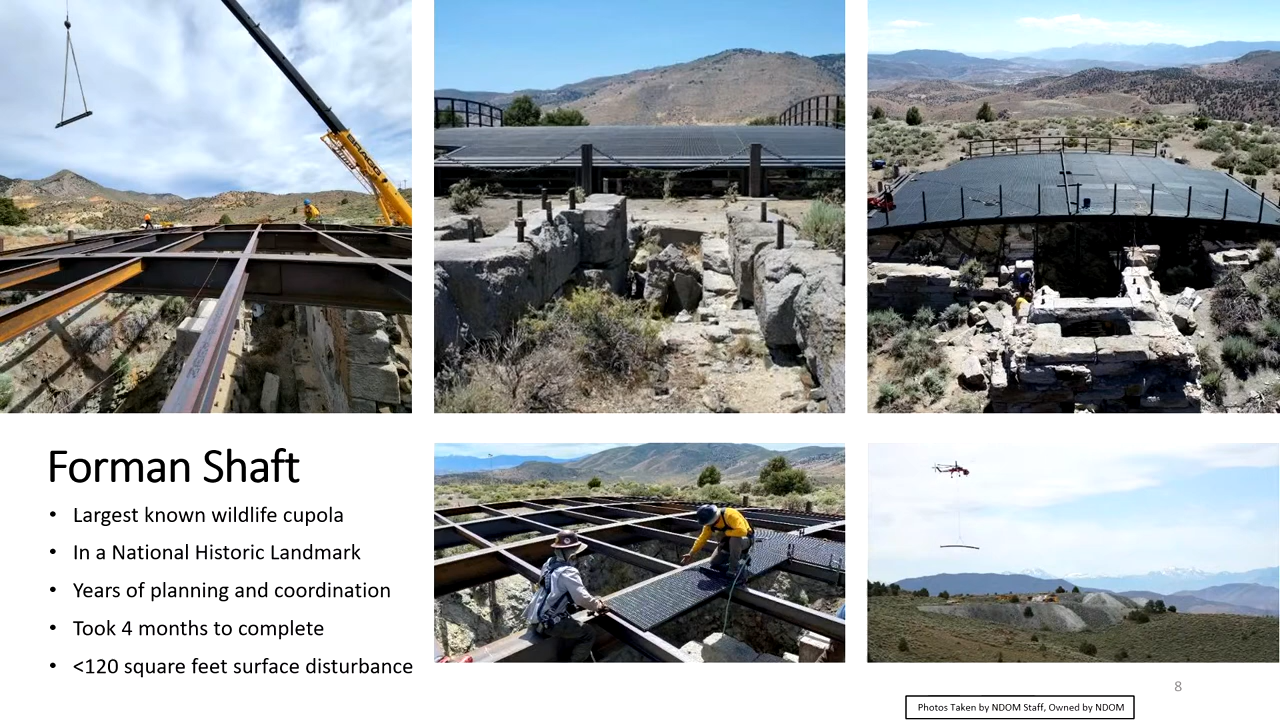 Forman Shaft
• Largest known wildlife cupola
• In a National Historic Landmark
• Years of planning and coordination
• Took 4 months to complete
• <120 square feet surface disturbance
8
Photos Taken by NDOM Staff, Owned by NDOM